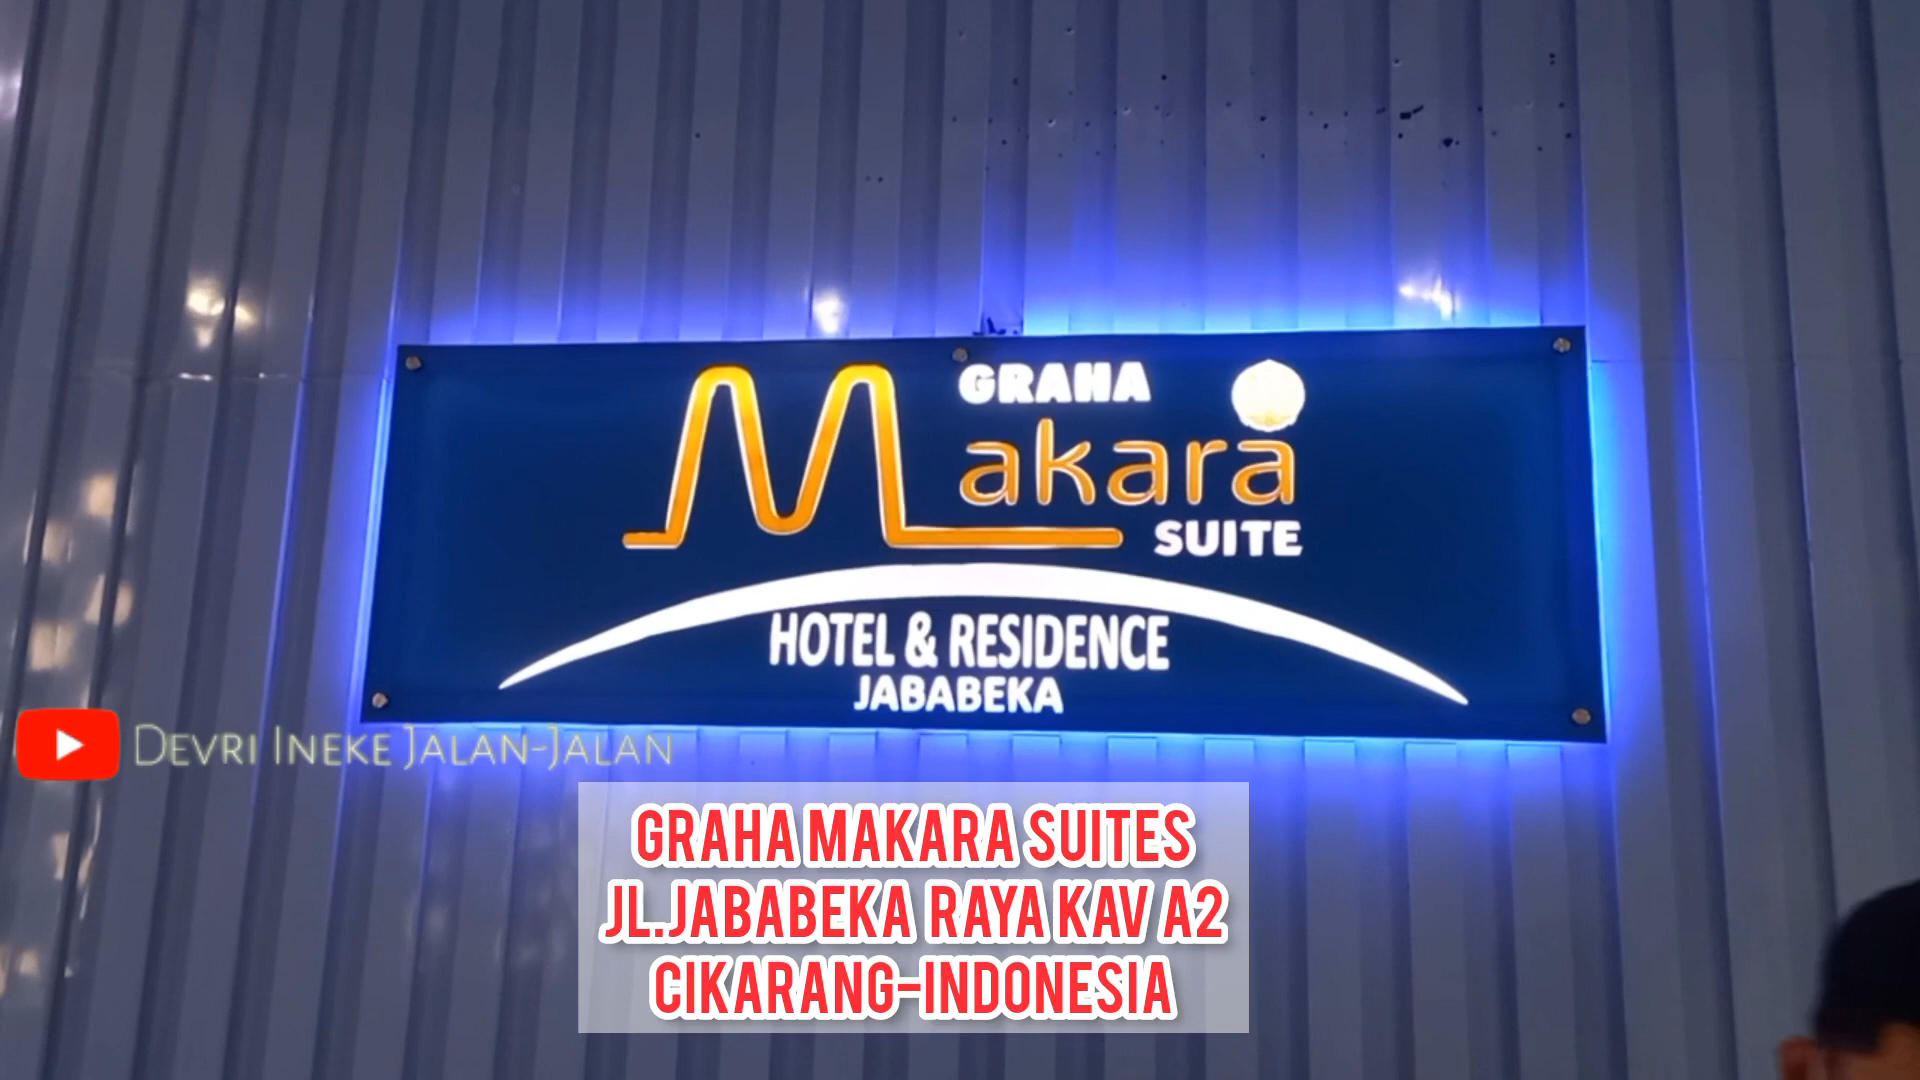 GRAHA
Makara
SUITE
HOTEL & RESIDENCE
JABABEKA
DEVRI INEKE JALAN-JALAN
GRAHA MAKARA SUITES
JL.JABABEKA RAYA KAV A2
CIKARANG-INDONESIA